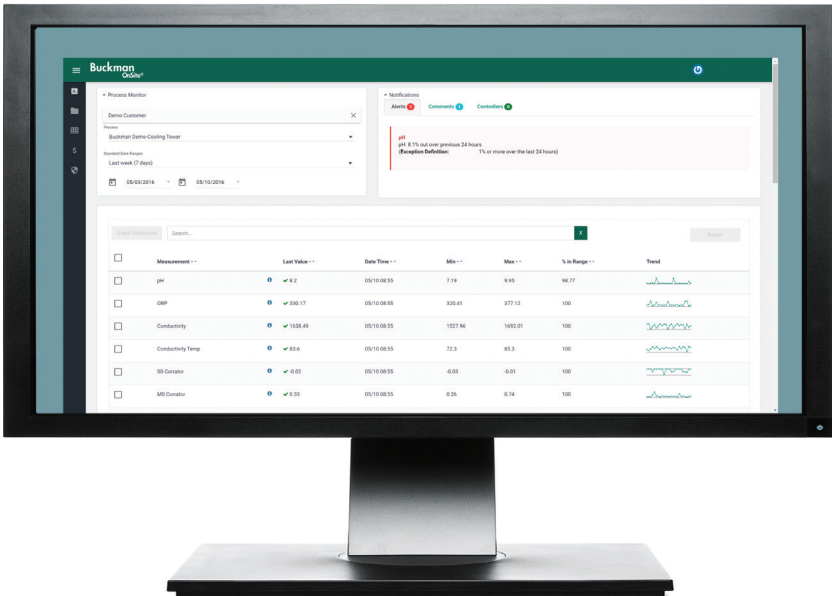 Buckman
OnSite®
Process Monitor
Demo Customer
Process
Buckman Demo-Cooling Tower
Standard Date Ranges
Last week (7 days)
05/03/2016 - 05/10/2016 -
Notifications
Alerts 1 Comments 1 Controllers 0
pH
pH: 8.1% out over previous 24 hours
(Exception Definition: 1% or more over the last 24 hours)
Graph Selections Search... X Export
Measurement Last Value Date Time Min Max % in Range Trend
pH 8.2 05/10 08:55 7.19 9.95 98.77
ORP 330.17 05/10 08:55 320.41 377.12 100
Conductivity 1638.49 05/10 08:55 1527.96 1692.01 100
Conductivity Temp 83.6 05/10 08:55 72.3 85.3 100
SS Corrator -0.02 05/10 08:55 -0.03 -0.01 100
MS Corrator 0.33 05/10 08:55 0.26 0.74 100